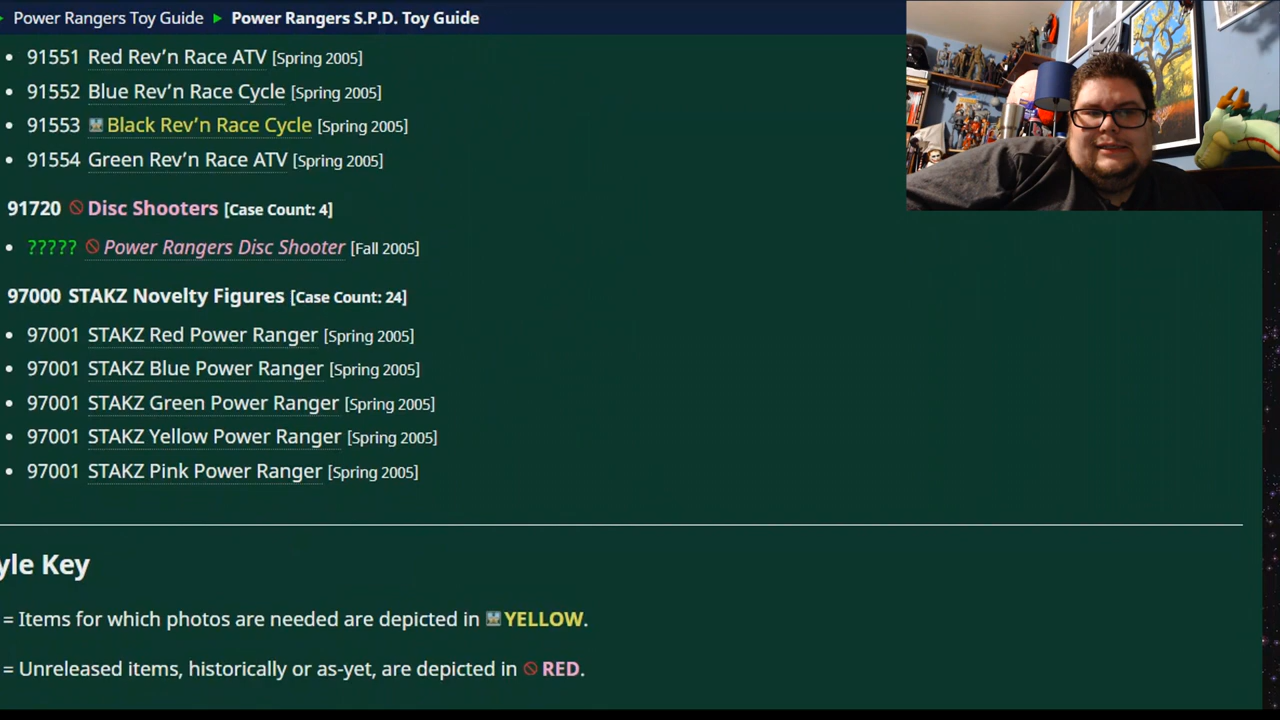 Power Rangers Toy Guide ▶ Power Rangers S.P.D. Toy Guide
• 91551 Red Rev’n Race ATV [Spring 2005]
• 91552 Blue Rev’n Race Cycle [Spring 2005]
• 91553 Black Rev’n Race Cycle [Spring 2005]
• 91554 Green Rev’n Race ATV [Spring 2005]
91720 Disc Shooters [Case Count: 4]
• ????? Power Rangers Disc Shooter [Fall 2005]
97000 STAKZ Novelty Figures [Case Count: 24]
• 97001 STAKZ Red Power Ranger [Spring 2005]
• 97001 STAKZ Blue Power Ranger [Spring 2005]
• 97001 STAKZ Green Power Ranger [Spring 2005]
• 97001 STAKZ Yellow Power Ranger [Spring 2005]
• 97001 STAKZ Pink Power Ranger [Spring 2005]
yle Key
= Items for which photos are needed are depicted in YELLOW.
= Unreleased items, historically or as-yet, are depicted in RED.